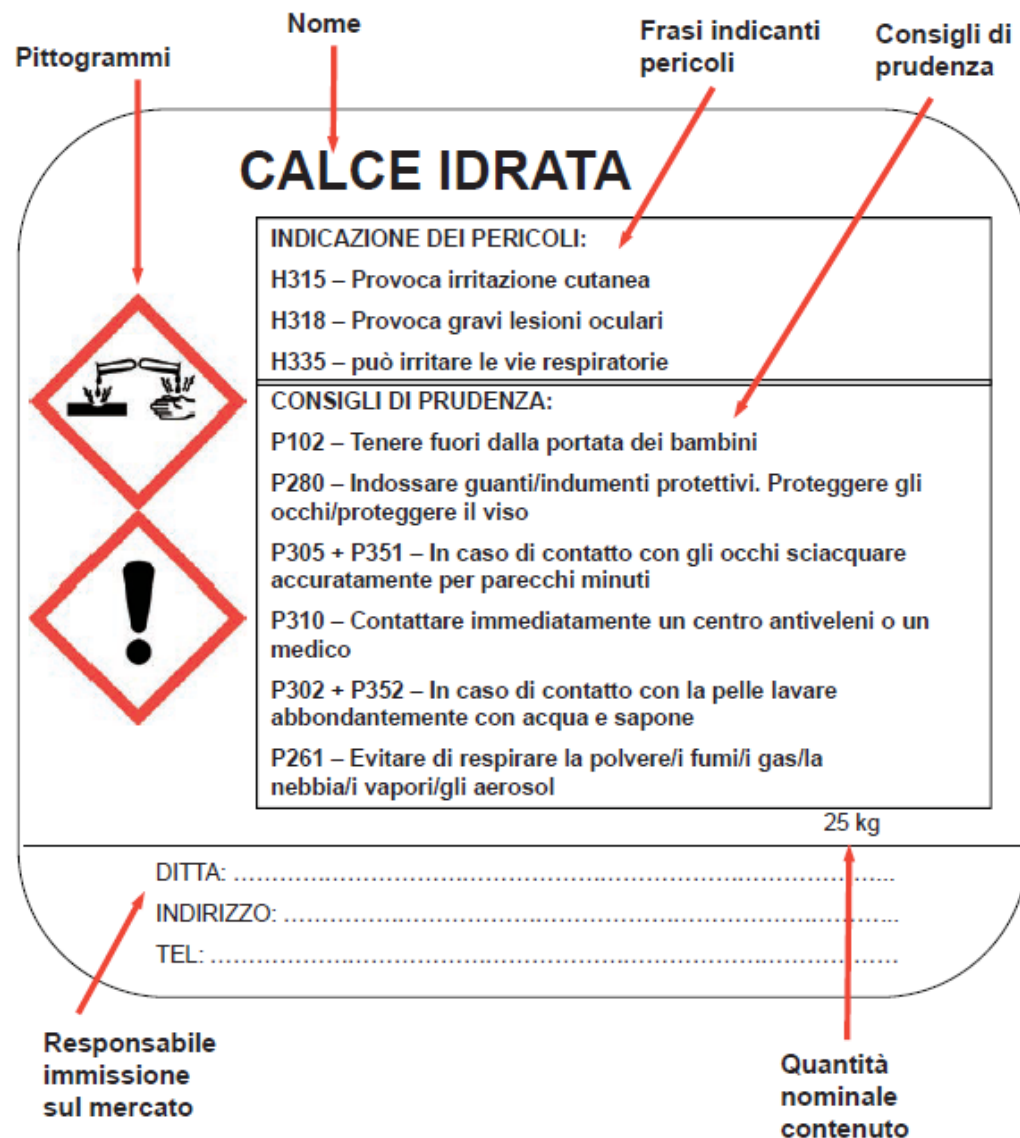 Nome
Frasi indicanti
pericoli
Consigli di
prudenza
Pittogrammi
CALCE IDRATA
INDICAZIONE DEI PERICOLI:
H315 – Provoca irritazione cutanea
H318 – Provoca gravi lesioni oculari
H335 – può irritare le vie respiratorie
CONSIGLI DI PRUDENZA:
P102 – Tenere fuori dalla portata dei bambini
P280 – Indossare guanti/indumenti protettivi. Proteggere gli
occhi/proteggere il viso
P305 + P351 – In caso di contatto con gli occhi sciacquare
accuratamente per parecchi minuti
P310 – Contattare immediatamente un centro antiveleni o un
medico
P302 + P352 – In caso di contatto con la pelle lavare
abbondantemente con acqua e sapone
P261 – Evitare di respirare la polvere/i fumi/i gas/la
nebbia/i vapori/gli aerosol
25 kg
DITTA: ……………………………………………………………………...
INDIRIZZO: ………………………………………………………………..
TEL: ………………………………………………………………………
Responsabile
immissione
sul mercato
Quantità
nominale
contenuto